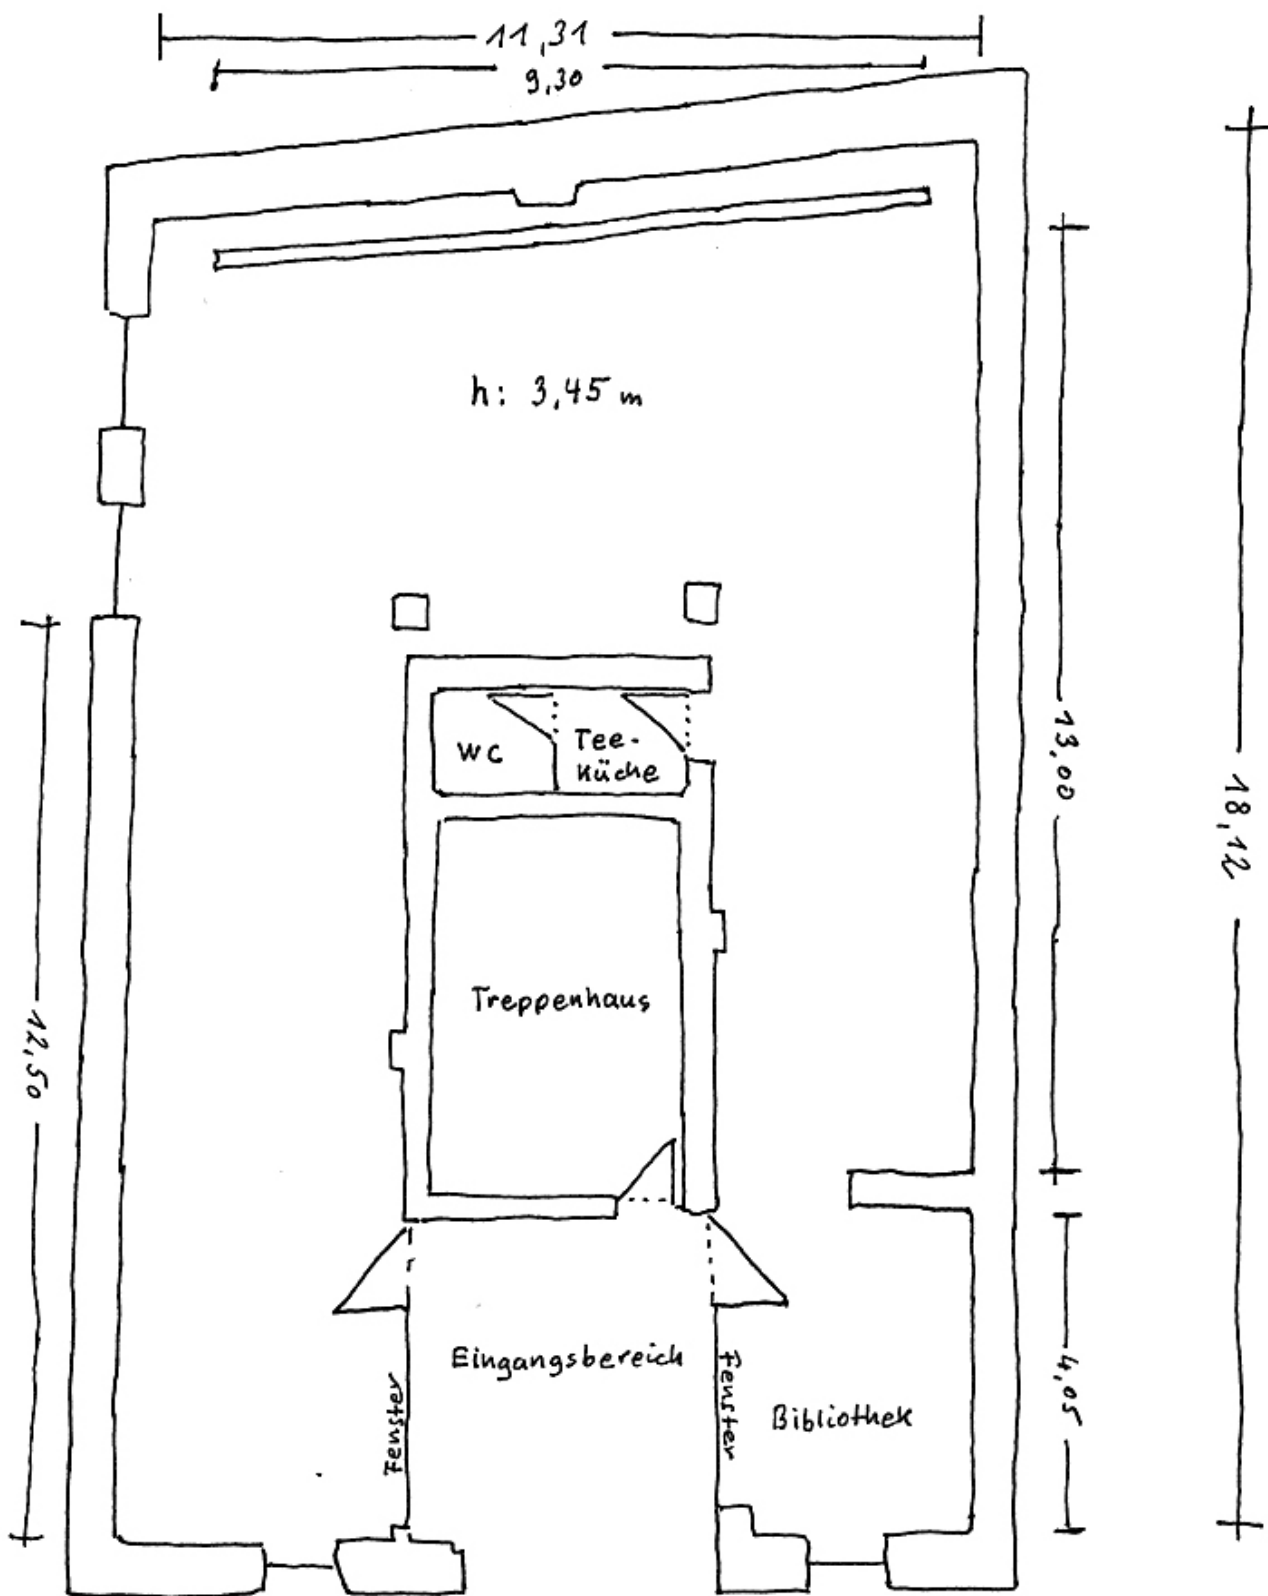 11,31
9,30
h: 3,45 m
WC
Tee-
Küche
13,00
18,12
Treppenhaus
12,50
Eingangsbereich
Fenster
Fenster
4,05
Bibliothek